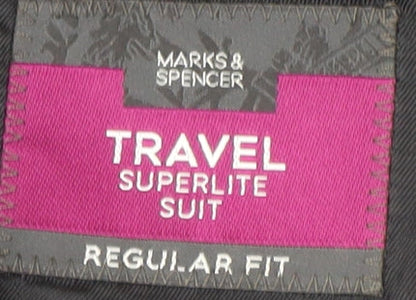 MARKS &
SPENCER
TRAVEL
SUPERLITE
SUIT
REGULAR FIT